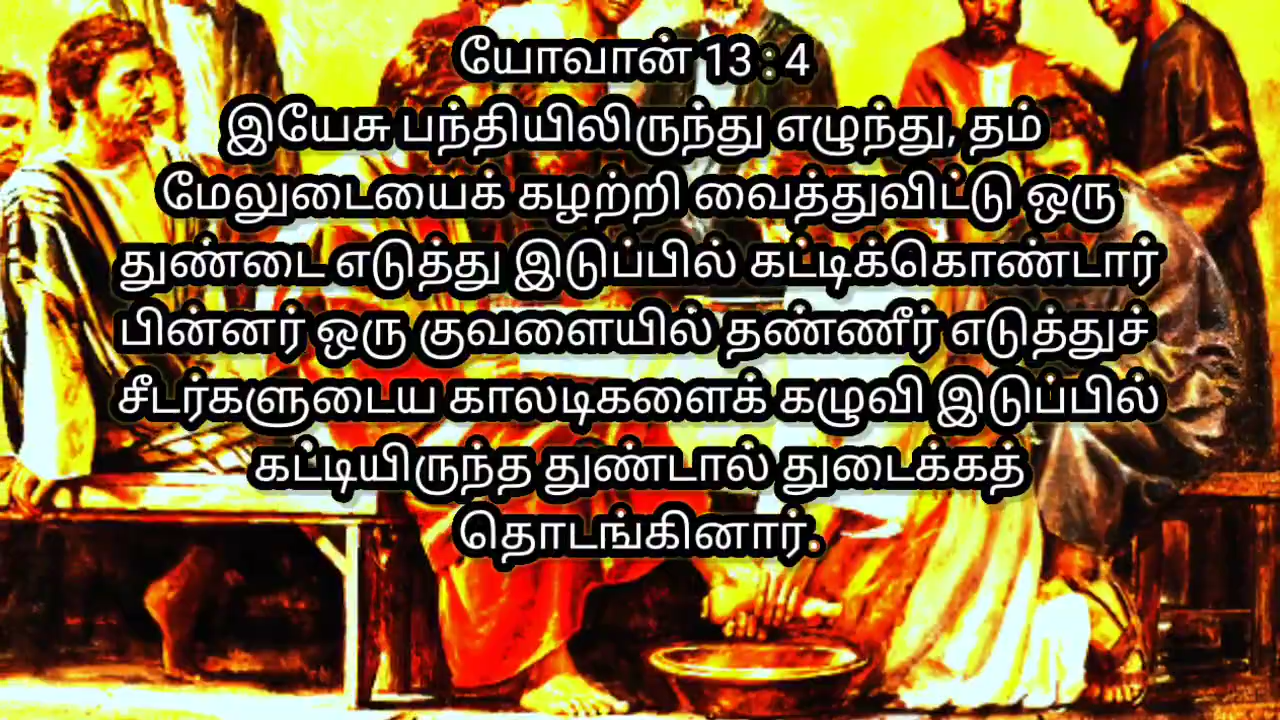 யோவான் 13 : 4
இயேசு பந்தியிலிருந்து எழுந்து, தம்
மேலுடையைக் கழற்றி வைத்துவிட்டு ஒரு
துண்டை எடுத்து இடுப்பில் கட்டிக்கொண்டார்
பின்னர் ஒரு குவளையில் தண்ணீர் எடுத்துச்
சீடர்களுடைய காலடிகளைக் கழுவி இடுப்பில்
கட்டியிருந்த துண்டால் துடைக்கத்
தொடங்கினார்.